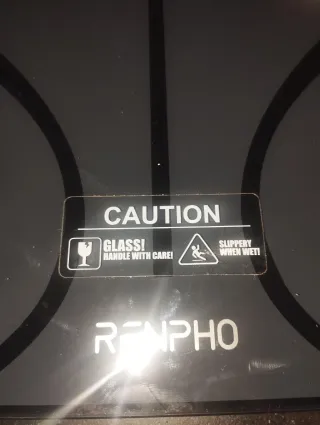 CAUTION
GLASS!
HANDLE WITH CARE!
SLIPPERY
WHEN WET!
RENPHO